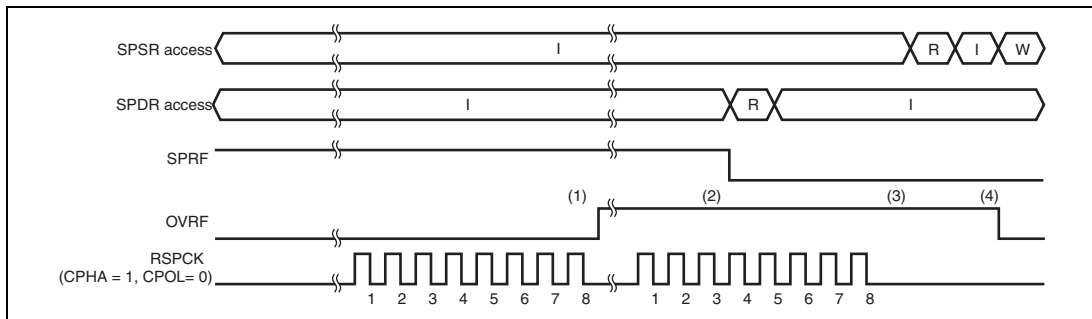 SPSR access I R I W
SPDR access I R I
SPRF
(1) (2) (3) (4)
OVRF
RSPCK
(CPHA = 1, CPOL= 0)
1 2 3 4 5 6 7 8 1 2 3 4 5 6 7 8